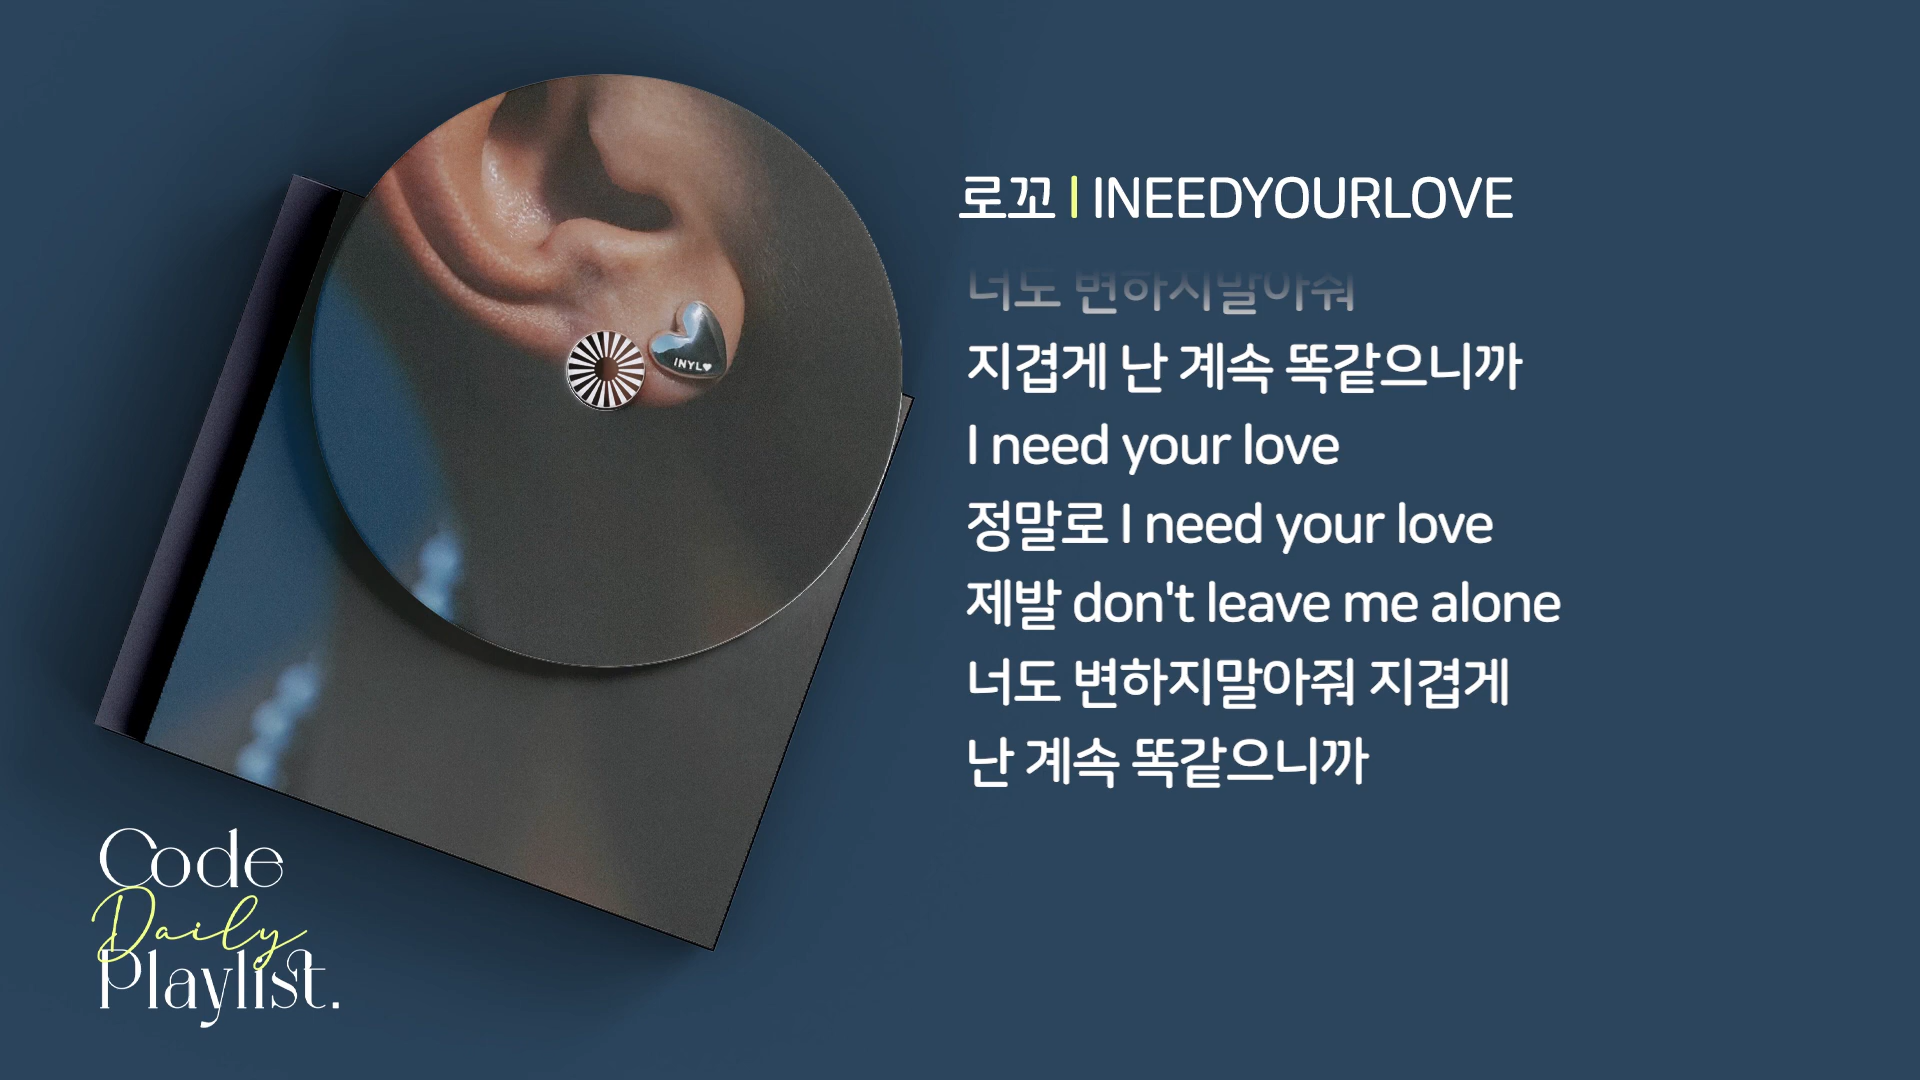 로꼬 | INEEDYOURLOVE
너도 변하지말아줘
지겹게 난 계속 똑같으니까
I need your love
정말로 I need your love
제발 don't leave me alone
너도 변하지말아줘 지겹게
난 계속 똑같으니까
INYL♥
Code
Daily
Playlist.